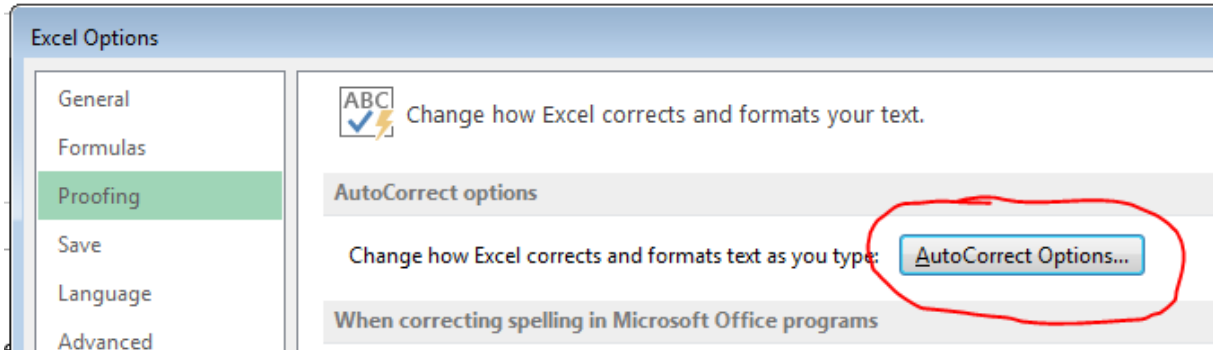 Excel Options
General
Formulas
Proofing
Save
Language
Advanced
ABC
Change how Excel corrects and formats your text.
AutoCorrect options
Change how Excel corrects and formats text as you type:
AutoCorrect Options...
When correcting spelling in Microsoft Office programs